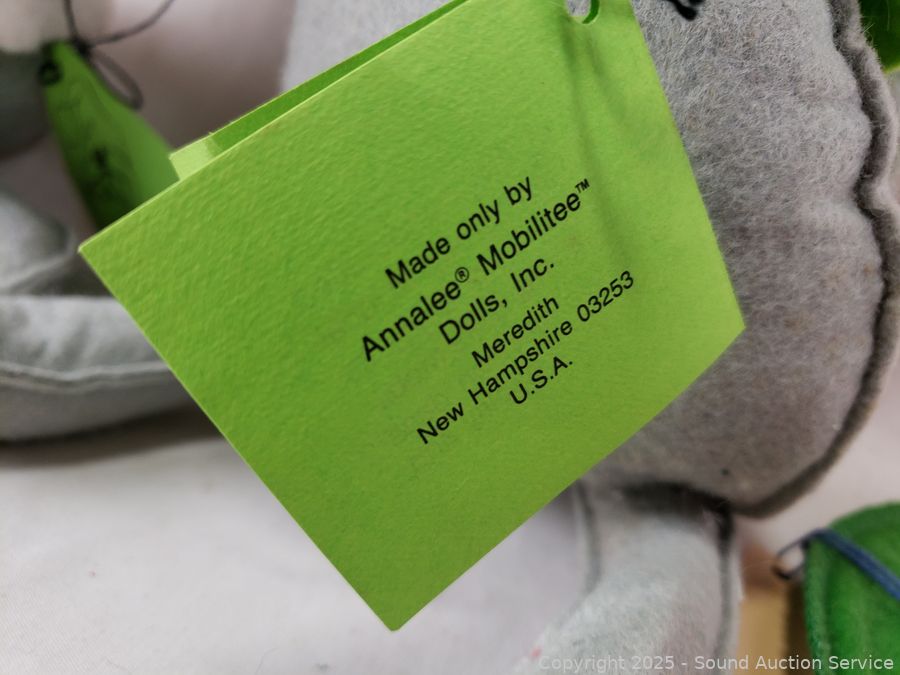 Made only by
Annalee® Mobilitee™
Dolls, Inc.
Meredith
New Hampshire 03253
U.S.A.
Copyright 2025 - Sound Auction Service